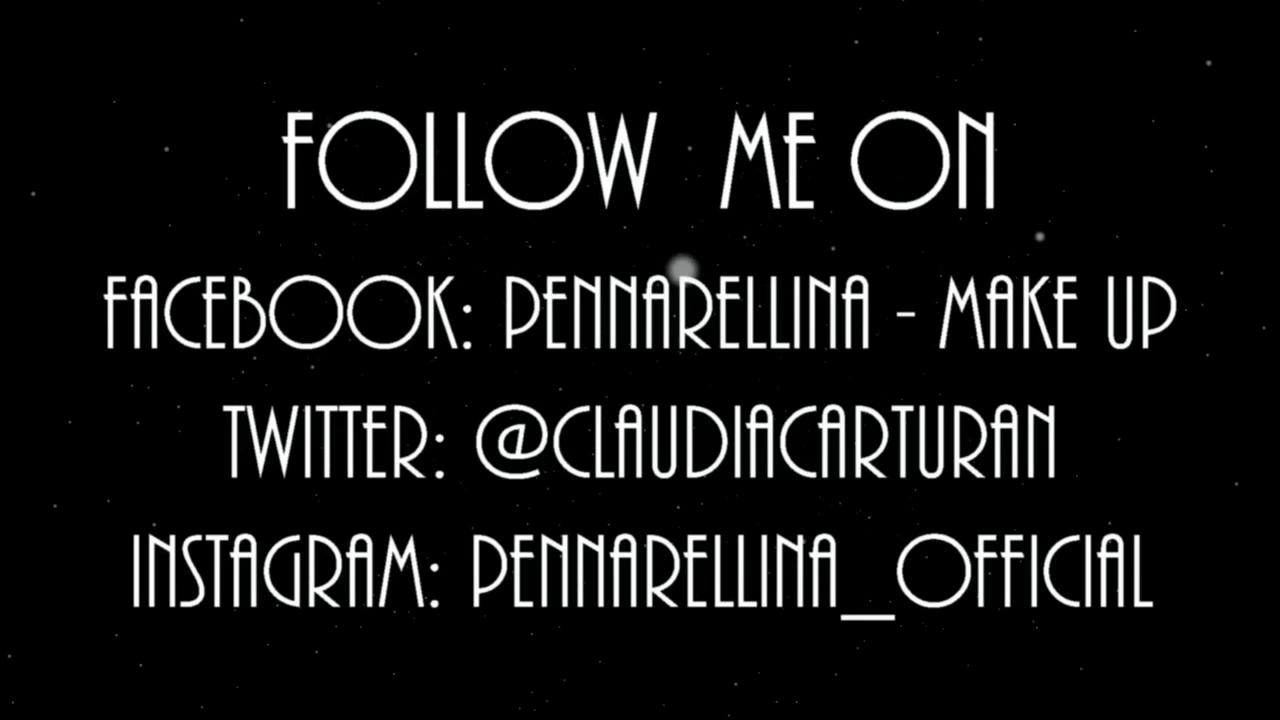 FOLLOW ME ON
FACEBOOK: PENNARELLINA - MAKE UP
TWITTER: @CLAUDIACARTURAN
INSTAGRAM: PENNARELLINA_OFFICIAL